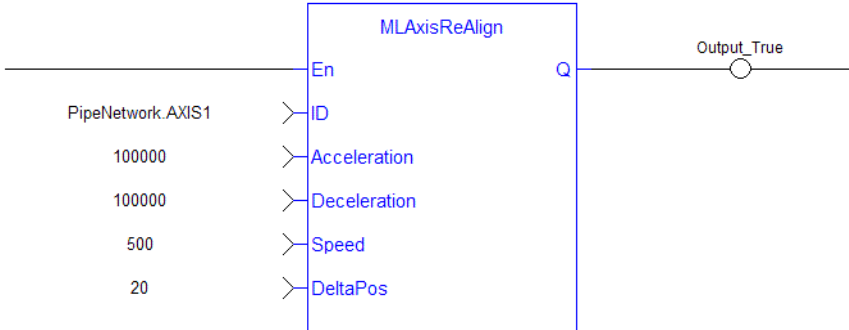 MLAxisReAlign
Output_True
En Q
PipeNetwork.AXIS1 ID
100000 Acceleration
100000 Deceleration
500 Speed
20 DeltaPos